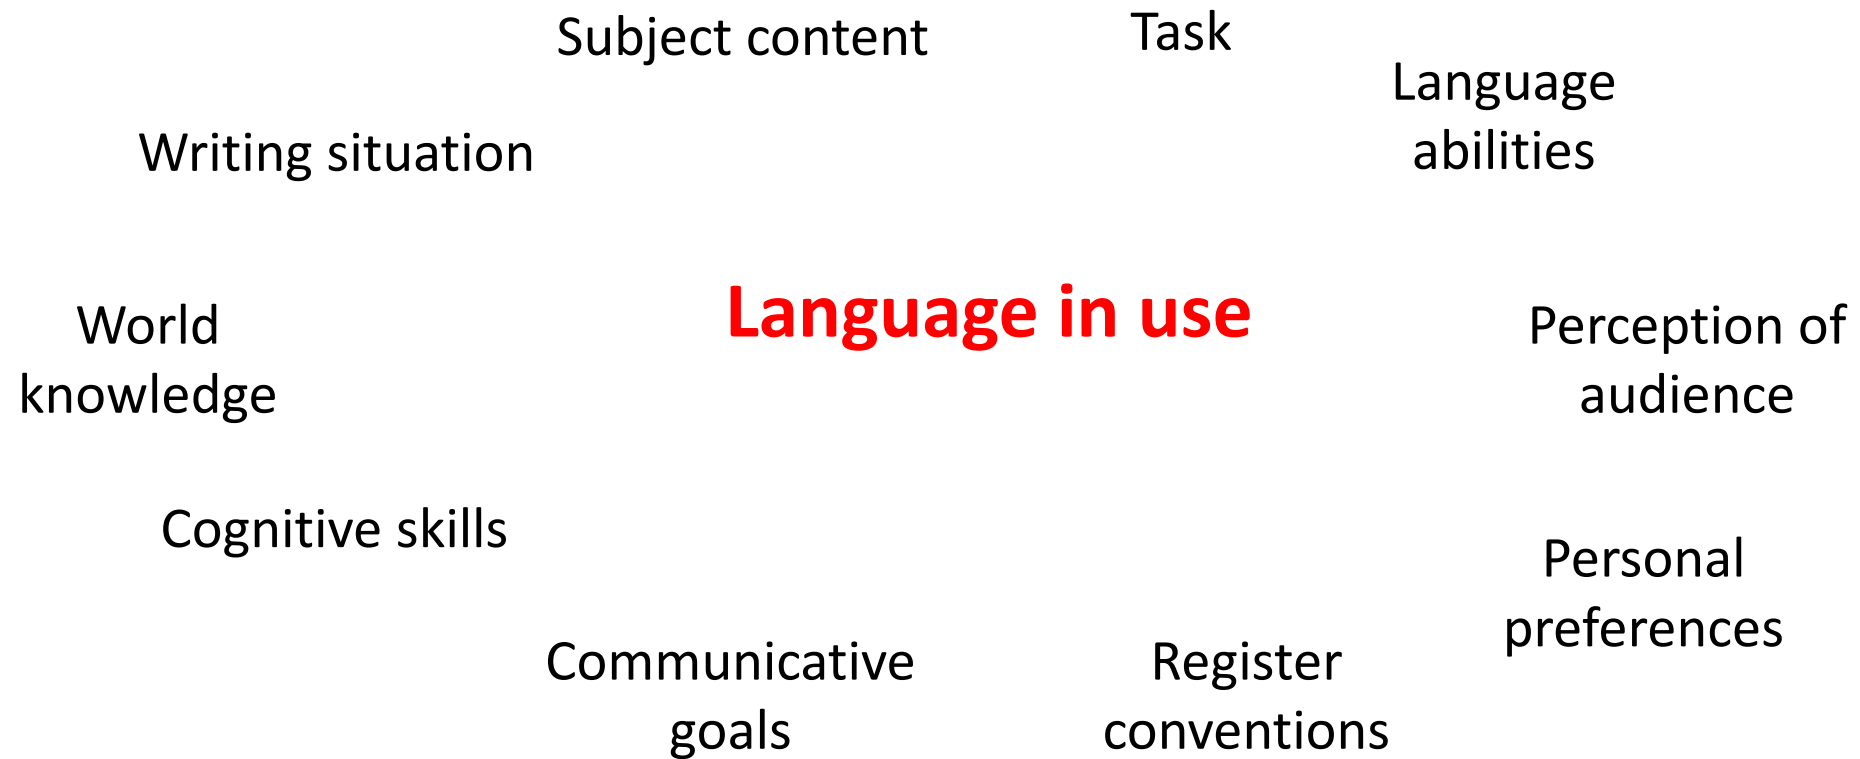 Subject content
Task
Language
abilities
Writing situation
Language in use
World
knowledge
Perception of
audience
Cognitive skills
Personal
preferences
Communicative
goals
Register
conventions